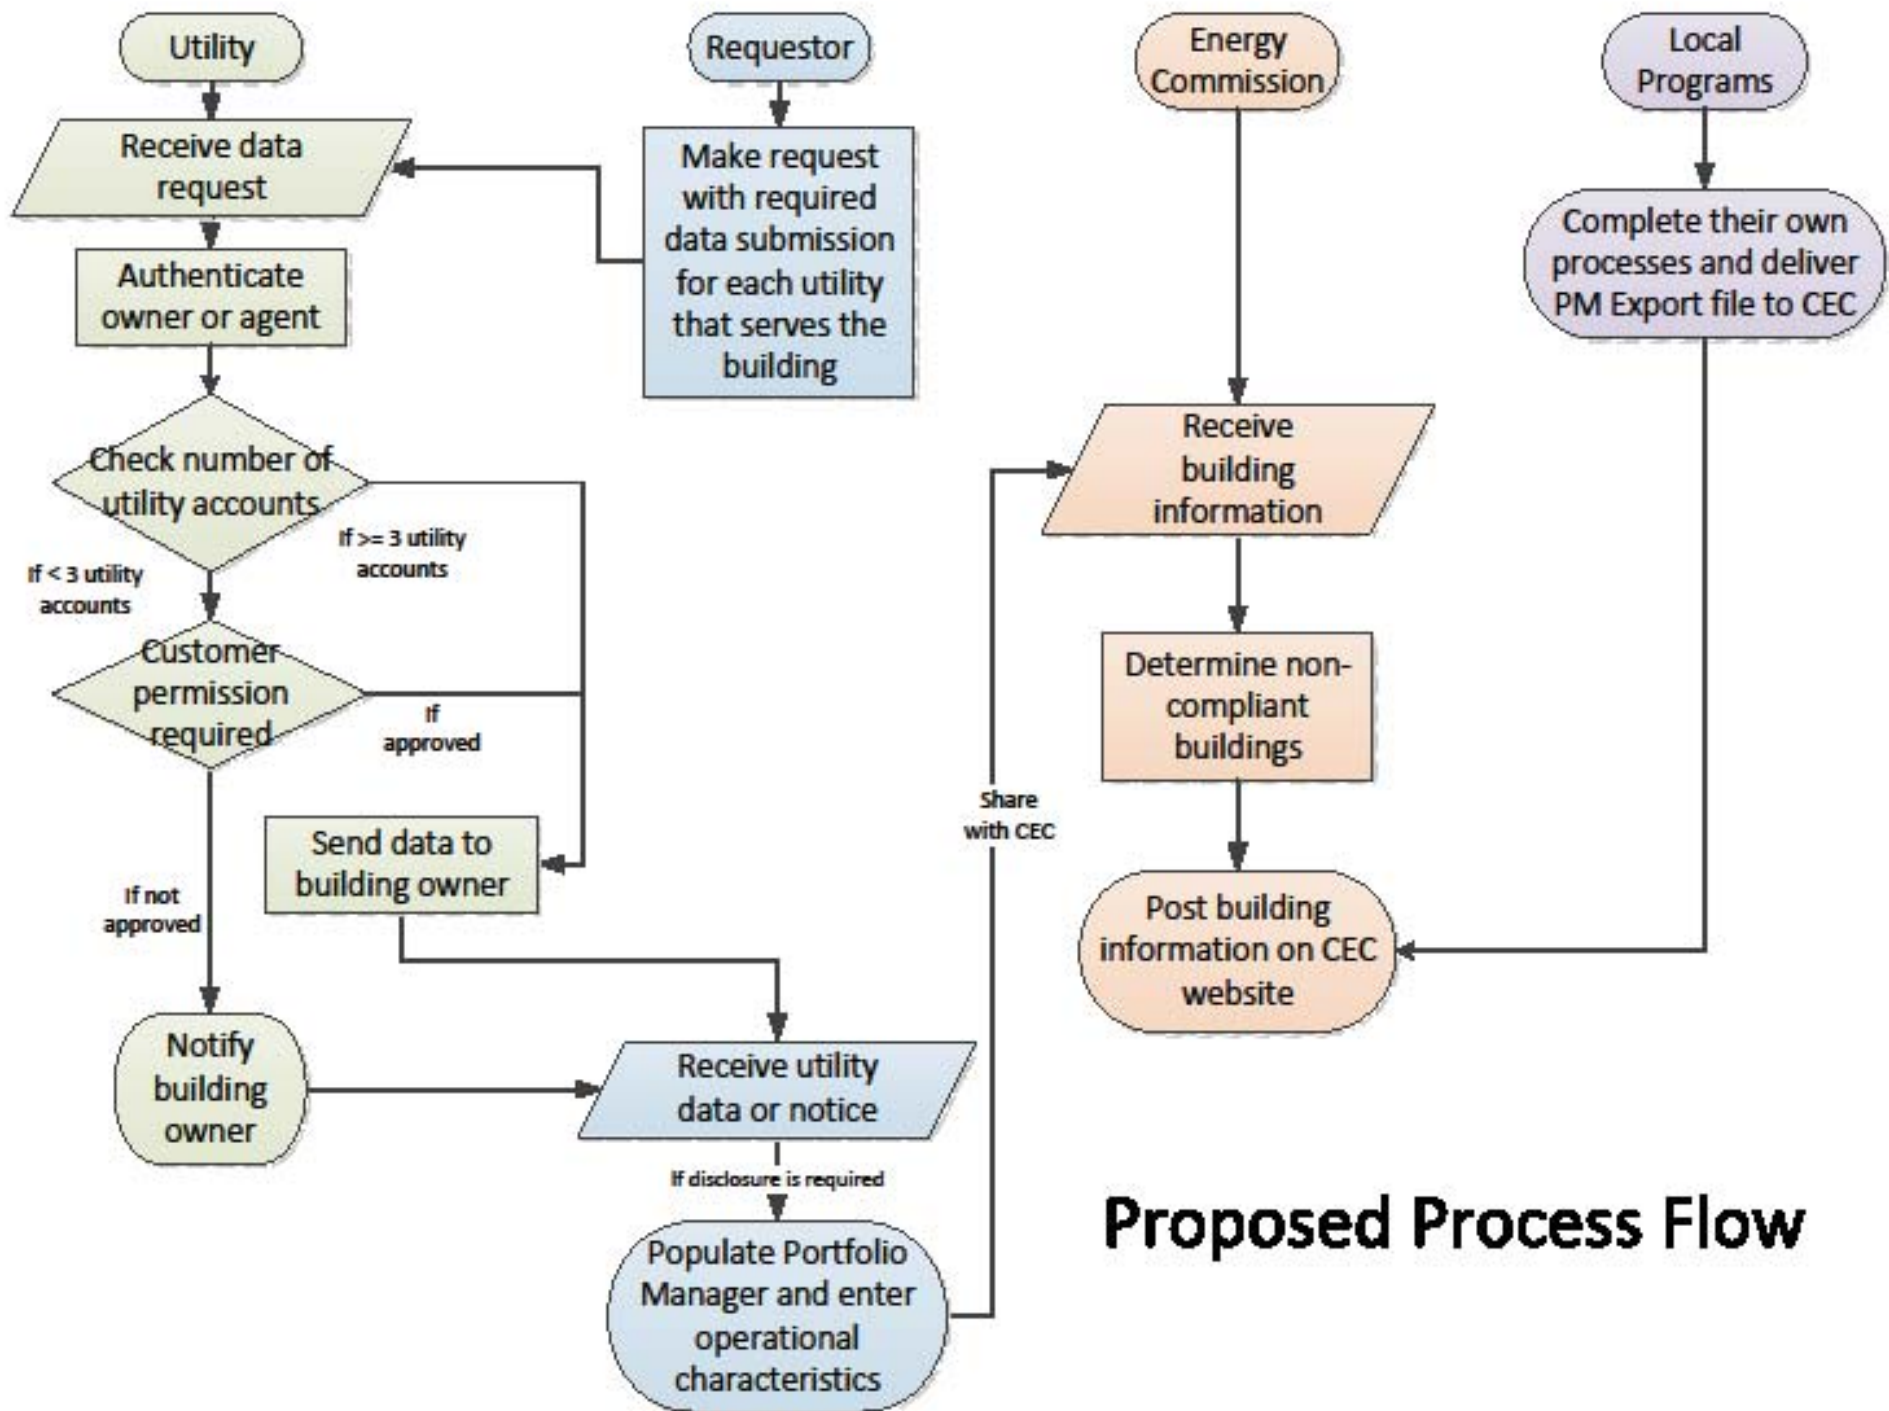 Utility
Receive data
request
Authenticate
owner or agent
Check number of
utility accounts
If >= 3 utility
accounts
If < 3 utility
accounts
Customer
permission
required
If
approved
Send data to
building owner
If not
approved
Notify
building
owner
Requestor
Make request
with required
data submission
for each utility
that serves the
building
Receive utility
data or notice
If disclosure is required
Populate Portfolio
Manager and enter
operational
characteristics
Share
with CEC
Energy
Commission
Receive
building
information
Determine non-
compliant
buildings
Post building
information on CEC
website
Local
Programs
Complete their own
processes and deliver
PM Export file to CEC
Proposed Process Flow